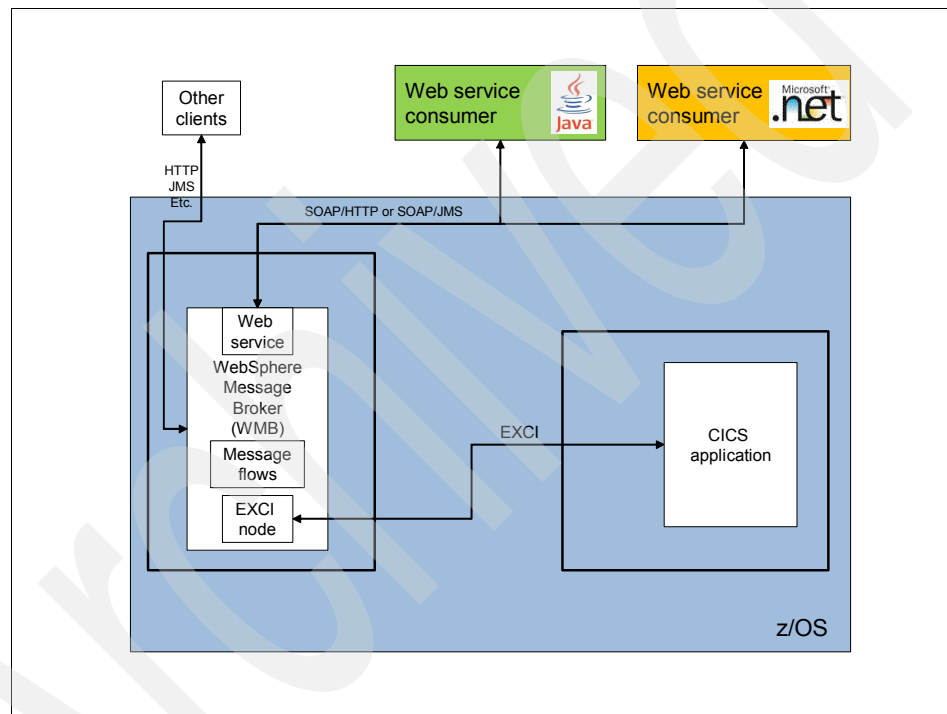 Other
clients
Web service
consumer
Java
Web service
consumer
Microsoft
.net
HTTP
JMS
Etc.
SOAP/HTTP or SOAP/JMS
Web
service
WebSphere
Message
Broker
(WMB)
Message
flows
EXCI
node
EXCI
CICS
application
z/OS
Archived